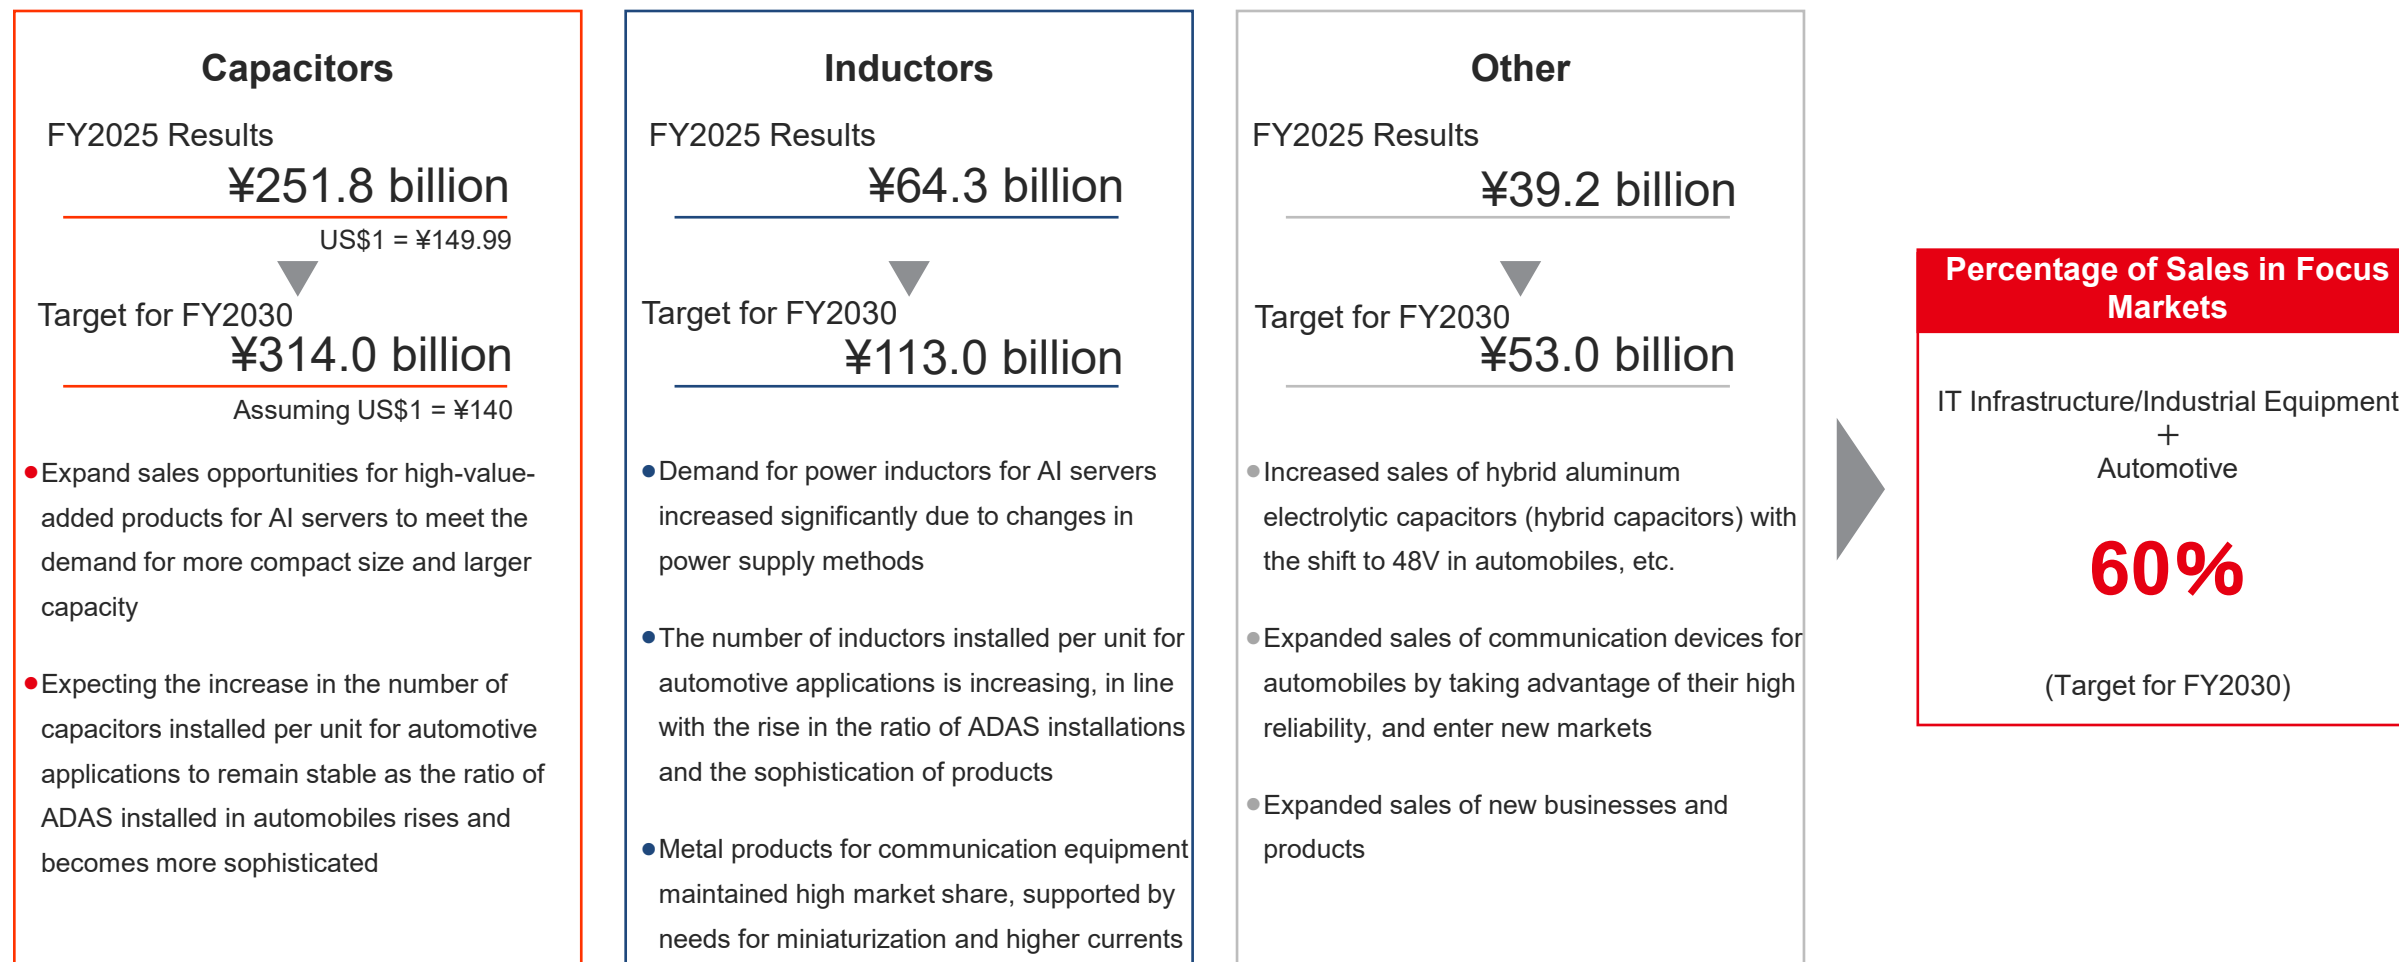 Capacitors
FY2025 Results
¥251.8 billion
US$1 = ¥149.99
Target for FY2030
¥314.0 billion
Assuming US$1 = ¥140
●Expand sales opportunities for high-value-
added products for AI servers to meet the
demand for more compact size and larger
capacity
●Expecting the increase in the number of
capacitors installed per unit for automotive
applications to remain stable as the ratio of
ADAS installed in automobiles rises and
becomes more sophisticated
Inductors
FY2025 Results
¥64.3 billion
Target for FY2030
¥113.0 billion
●Demand for power inductors for AI servers
increased significantly due to changes in
power supply methods
●The number of inductors installed per unit for
automotive applications is increasing, in line
with the rise in the ratio of ADAS installations
and the sophistication of products
●Metal products for communication equipment
maintained high market share, supported by
needs for miniaturization and higher currents
Other
FY2025 Results
¥39.2 billion
Target for FY2030
¥53.0 billion
●Increased sales of hybrid aluminum
electrolytic capacitors (hybrid capacitors) with
the shift to 48V in automobiles, etc.
●Expanded sales of communication devices for
automobiles by taking advantage of their high
reliability, and enter new markets
●Expanded sales of new businesses and
products
Percentage of Sales in Focus
Markets
IT Infrastructure/Industrial Equipment
+
Automotive
60%
(Target for FY2030)